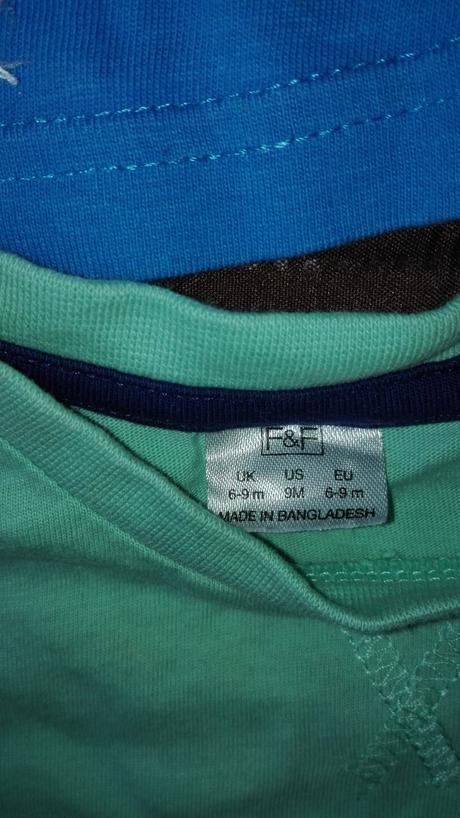 F&F
UK US EU
6-9 m 9M 6-9 m
MADE IN BANGLADESH